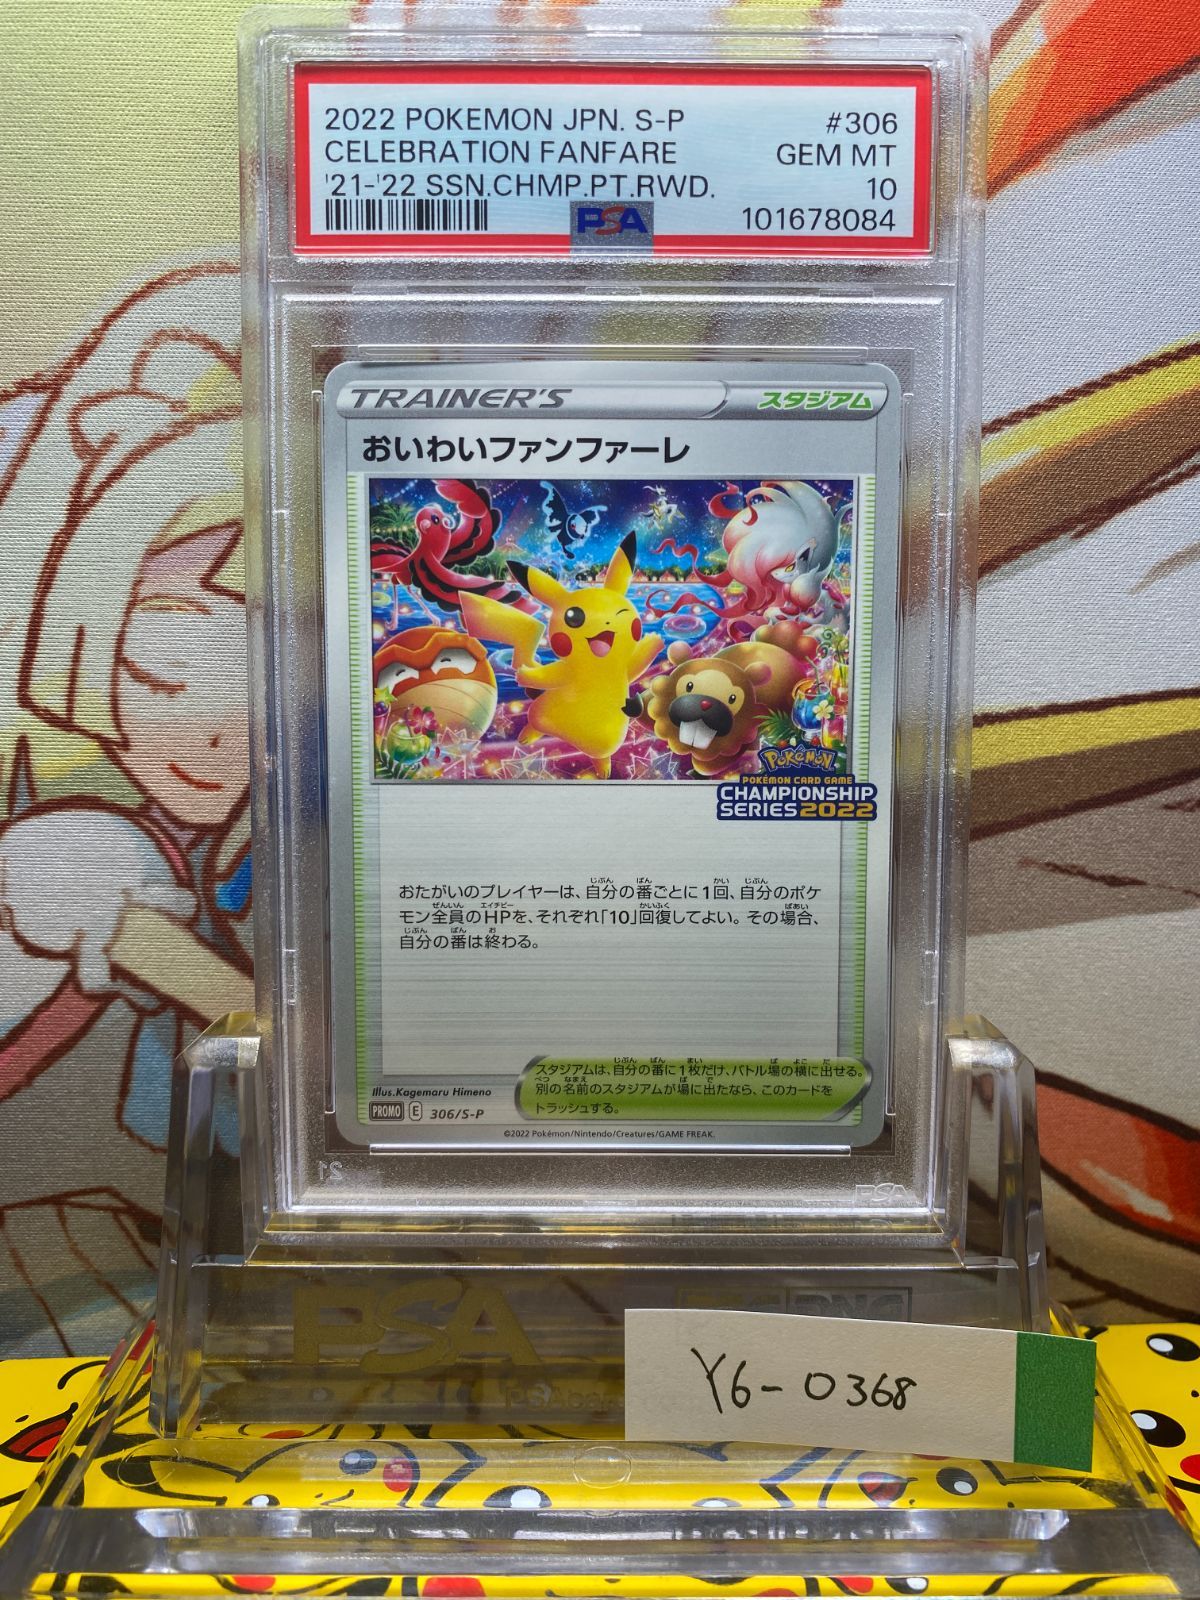 2022 POKEMON JPN. S-P #306
CELEBRATION FANFARE GEM MT
'21-'22 SSN.CHMP.PT.RWD. 10
PSA 101678084
TRAINER'S スタジアム
おいわいファンファーレ
Pokémon
POKÉMON CARD GAME
CHAMPIONSHIP
SERIES 2022
おたがいのプレイヤーは、自分の番ごとに1回、自分のポケ
モン全員のHPを、それぞれ「10」回復してよい。その場合、
自分の番は終わる。
スタジアムは、自分の番に1枚だけ、バトル場の横に出せる。
別の名前のスタジアムが場に出たなら、このカードを
トラッシュする。
Illus.Kagemaru Himeno
PROMO E 306/S-P
©2022 Pokémon/Nintendo/Creatures/GAME FREAK.
PSA
PSA
Y6-0368